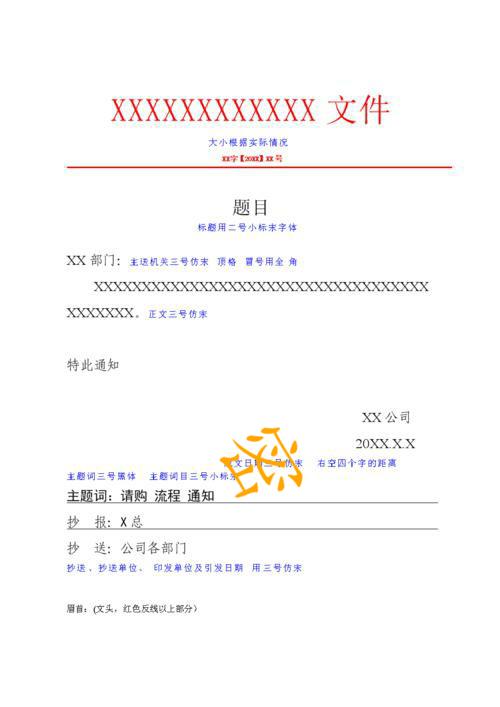 XXXXXXXXXXXX 文件
大小根据实际情况
XX字【20XX】XX号
题目
标题用二号小标宋字体
XX 部门： 主送机关三号仿宋 顶格 冒号用全 角
XXXXXXXXXXXXXXXXXXXXXXXXXXXXXXXXXXX
XXXXXXX。 正文三号仿宋
特此通知
XX 公司
20XX.X.X
文日期三号仿宋 右空四个字的距离
主题词三号黑体 主题词目三号小标宋
主题词：请购 流程 通知
抄 报：X 总
抄 送：公司各部门
抄送 、抄送单位、 印发单位及引发日期 用三号仿宋
眉首：(文头，红色反线以上部分）